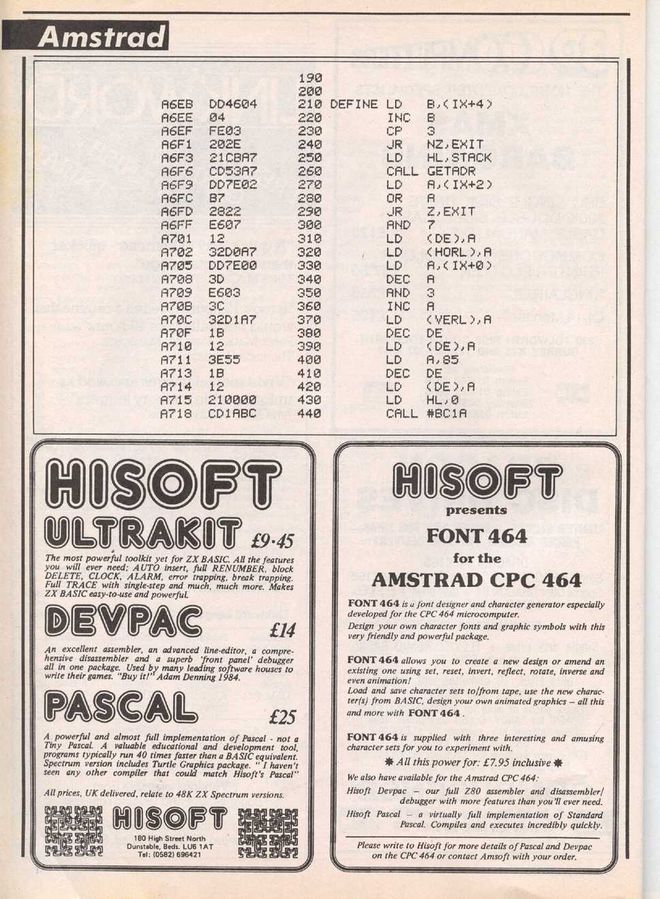 Amstrad
190
200
A6EB DD4604 210 DEFINE LD B,(IX+4)
A6EE 04 220 INC B
A6EF FE03 230 CP 3
A6F1 202E 240 JR NZ,EXIT
A6F3 21CBA7 250 LD HL,STACK
A6F6 CD53A7 260 CALL GETADR
A6F9 DD7E02 270 LD A,(IX+2)
A6FC B7 280 OR A
A6FD 2822 290 JR Z,EXIT
A6FF E607 300 AND 7
A701 12 310 LD (DE),A
A702 32D0A7 320 LD (HORL),A
A705 DD7E00 330 LD A,(IX+0)
A708 3D 340 DEC A
A709 E603 350 AND 3
A70B 3C 360 INC A
A70C 32D1A7 370 LD (VERL),A
A70F 1B 380 DEC DE
A710 12 390 LD (DE),A
A711 3E55 400 LD A,85
A713 1B 410 DEC DE
A714 12 420 LD (DE),A
A715 210000 430 LD HL,0
A718 CD1ABC 440 CALL #BC1A
HISOFT
ULTRAKIT £9·45
The most powerful toolkit yet for ZX BASIC. All the features
you will ever need; AUTO insert, full RENUMBER, block
DELETE, CLOCK, ALARM, error trapping, break trapping.
Full TRACE with single-step and much, much more. Makes
ZX BASIC easy-to-use and powerful.
DEVPAC £14
An excellent assembler, an advanced line-editor, a compre-
hensive disassembler and a superb 'front panel' debugger
all in one package. Used by many leading software houses to
write their games. "Buy it!" Adam Denning 1984.
PASCAL £25
A powerful and almost full implementation of Pascal - not a
Tiny Pascal. A valuable educational and development tool,
programs typically run 40 times faster than a BASIC equivalent.
Spectrum version includes Turtle Graphics package. " I haven't
seen any other compiler that could match Hisoft's Pascal"
All prices, UK delivered, relate to 48K ZX Spectrum versions.
HISOFT
180 High Street North
Dunstable, Beds. LU6 1AT
Tel: (0582) 696421
HISOFT
presents
FONT 464
for the
AMSTRAD CPC 464
FONT 464 is a font designer and character generator especially
developed for the CPC 464 microcomputer.
Design your own character fonts and graphic symbols with this
very friendly and powerful package.
FONT 464 allows you to create a new design or amend an
existing one using set, reset, invert, reflect, rotate, inverse and
even animation!
Load and save character sets to/from tape, use the new charac-
ter(s) from BASIC, design your own animated graphics – all this
and more with FONT 464.
FONT 464 is supplied with three interesting and amusing
character sets for you to experiment with.
✱ All this power for: £7.95 inclusive ✱
We also have available for the Amstrad CPC 464:
Hisoft Devpac – our full Z80 assembler and disassembler/
debugger with more features than you'll ever need.
Hisoft Pascal – a virtually full implementation of Standard
Pascal. Compiles and executes incredibly quickly.
Please write to Hisoft for more details of Pascal and Devpac
on the CPC 464 or contact Amsoft with your order.